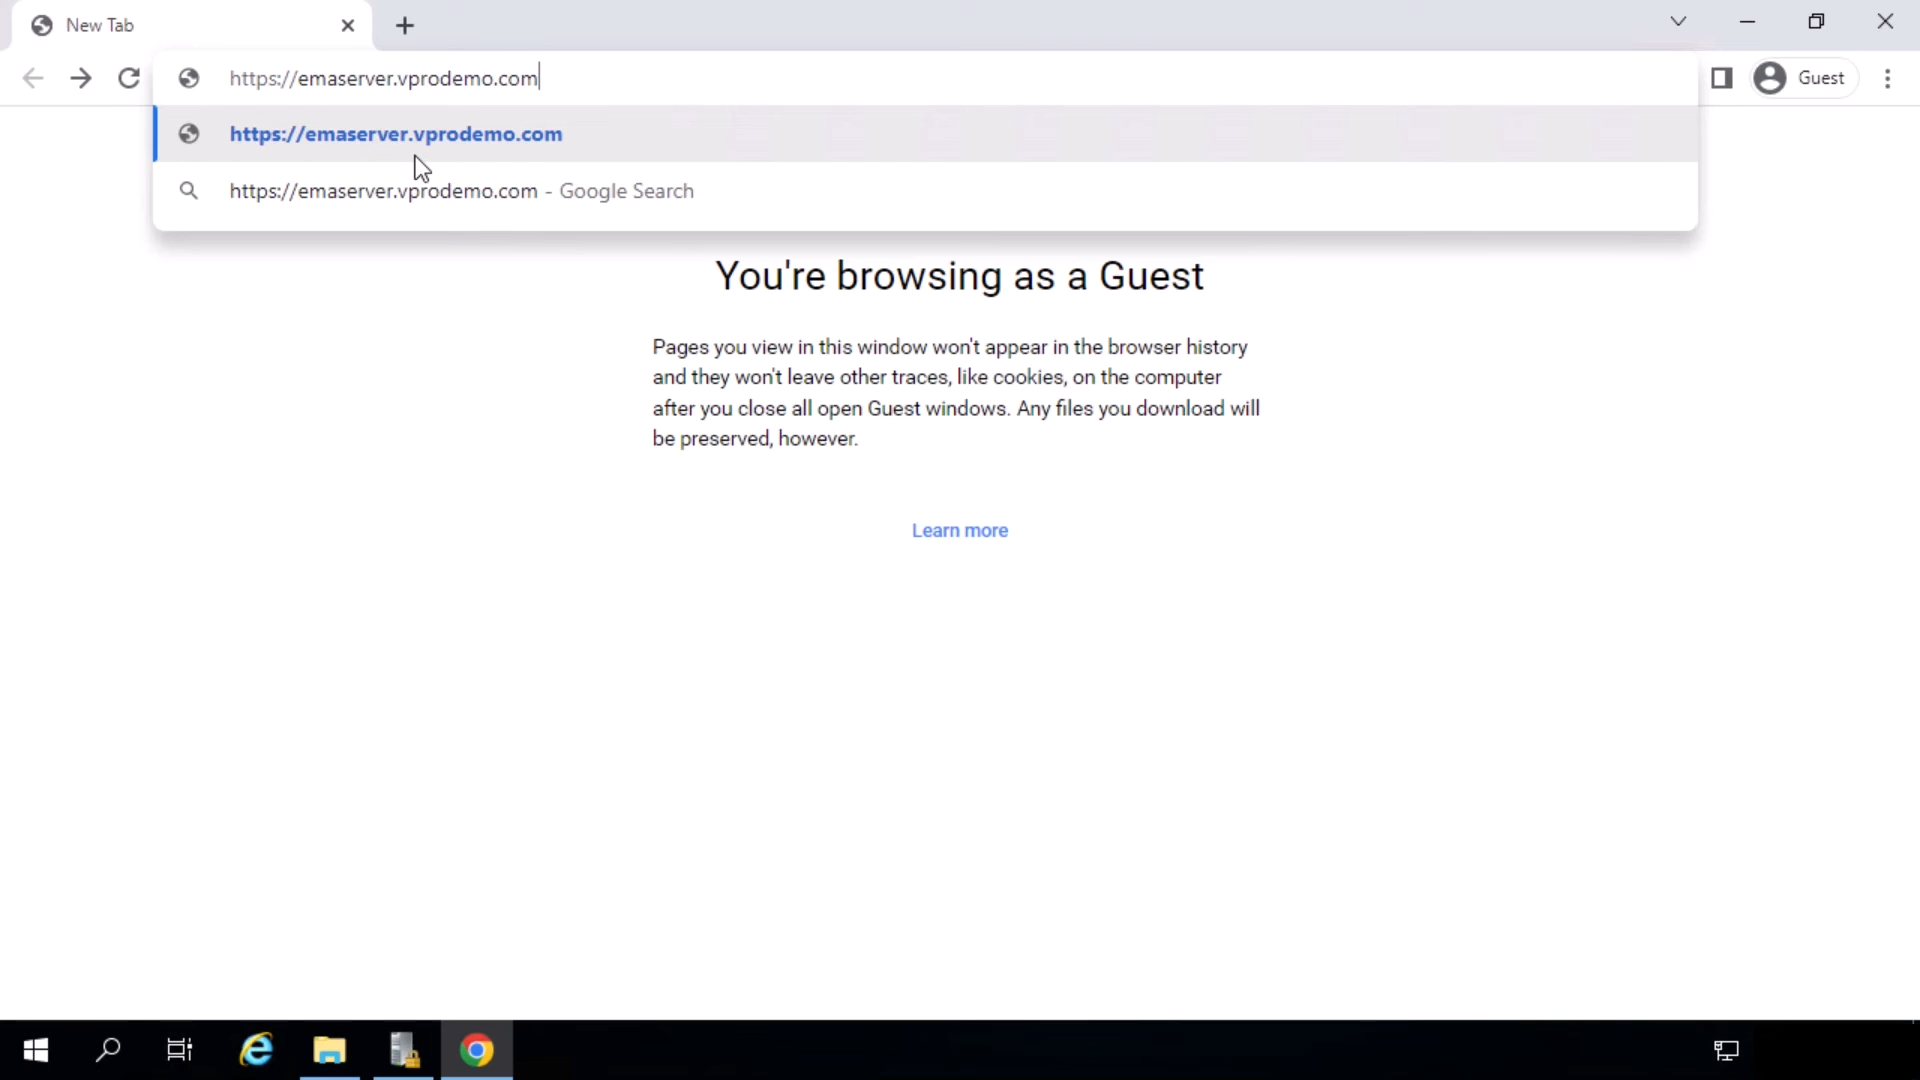 New Tab
https://emaserver.vprodemo.com
Guest
https://emaserver.vprodemo.com
https://emaserver.vprodemo.com - Google Search
You're browsing as a Guest
Pages you view in this window won't appear in the browser history
and they won't leave other traces, like cookies, on the computer
after you close all open Guest windows. Any files you download will
be preserved, however.
Learn more